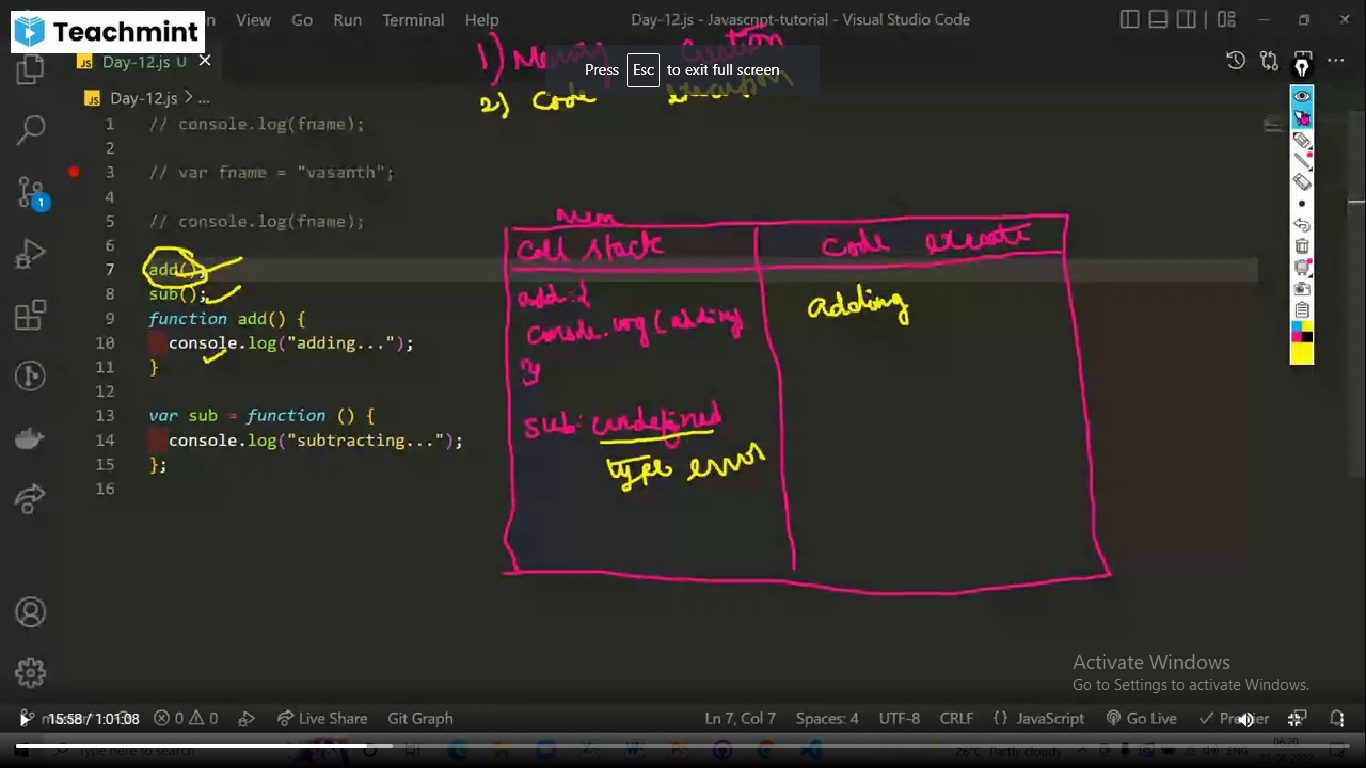 Teachmint
View Go Run Terminal Help
Day-12.js - Javascript-tutorial - Visual Studio Code
1) Memory Creation
Press Esc to exit full screen
2) Code execution
Day-12.js U
Day-12.js > ...
1 // console.log(fname);
2
3 // var fname = "vasanth";
4
5 // console.log(fname);
6
7 add();
8 sub();
9 function add() {
10 console.log("adding...");
11 }
12
13 var sub = function () {
14 console.log("subtracting...");
15 };
16
1
mem
Call stack
code execute
add:{
console.log(adding
}
adding
sub: undefined
type error
Activate Windows
Go to Settings to activate Windows.
15:58 / 1:01:08
0 0
Live Share
Git Graph
Ln 7, Col 7
Spaces: 4
UTF-8
CRLF
{} JavaScript
Go Live
Type here to search
26°C Partly cloudy
ENG
06:20